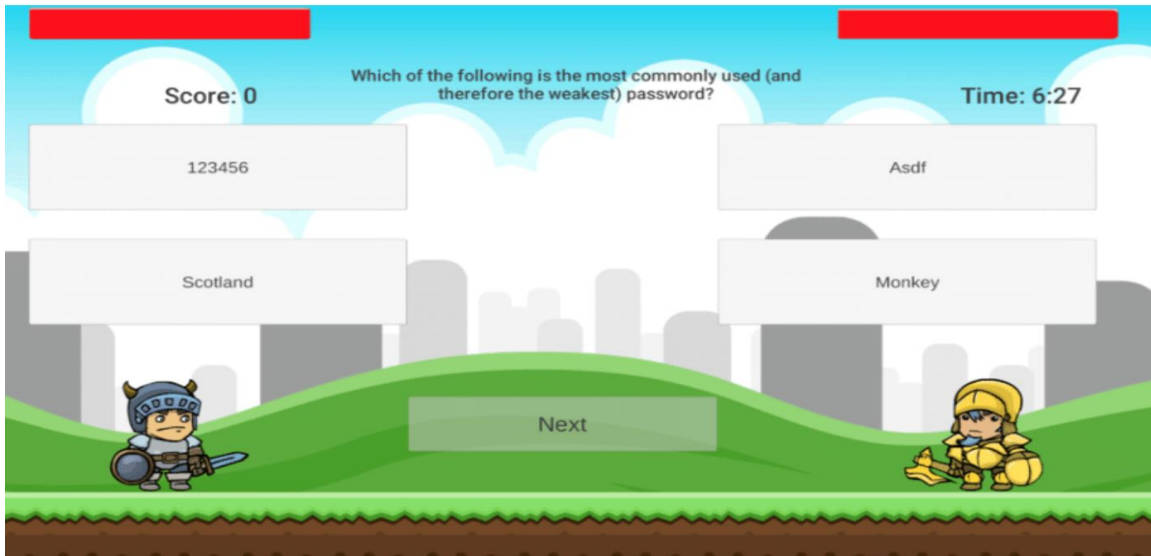 Which of the following is the most commonly used (and
therefore the weakest) password?
Score: 0
Time: 6:27
123456
Asdf
Scotland
Monkey
Next